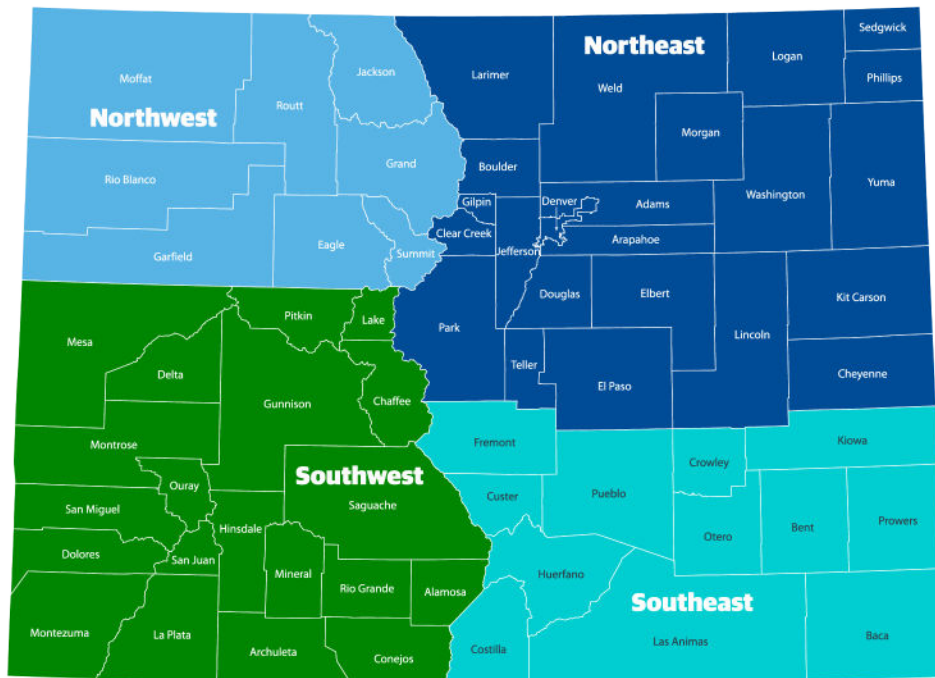 Northwest
Moffat
Routt
Jackson
Grand
Rio Blanco
Garfield
Eagle
Summit
Northeast
Larimer
Weld
Logan
Sedgwick
Phillips
Morgan
Boulder
Gilpin
Clear Creek
Jefferson
Denver
Adams
Arapahoe
Washington
Yuma
Park
Douglas
Elbert
Lincoln
Kit Carson
Teller
El Paso
Cheyenne
Southwest
Mesa
Pitkin
Lake
Delta
Gunnison
Chaffee
Montrose
Ouray
Saguache
San Miguel
Hinsdale
Dolores
San Juan
Mineral
Rio Grande
Alamosa
Montezuma
La Plata
Archuleta
Conejos
Southeast
Fremont
Custer
Pueblo
Crowley
Kiowa
Otero
Bent
Prowers
Huerfano
Costilla
Las Animas
Baca